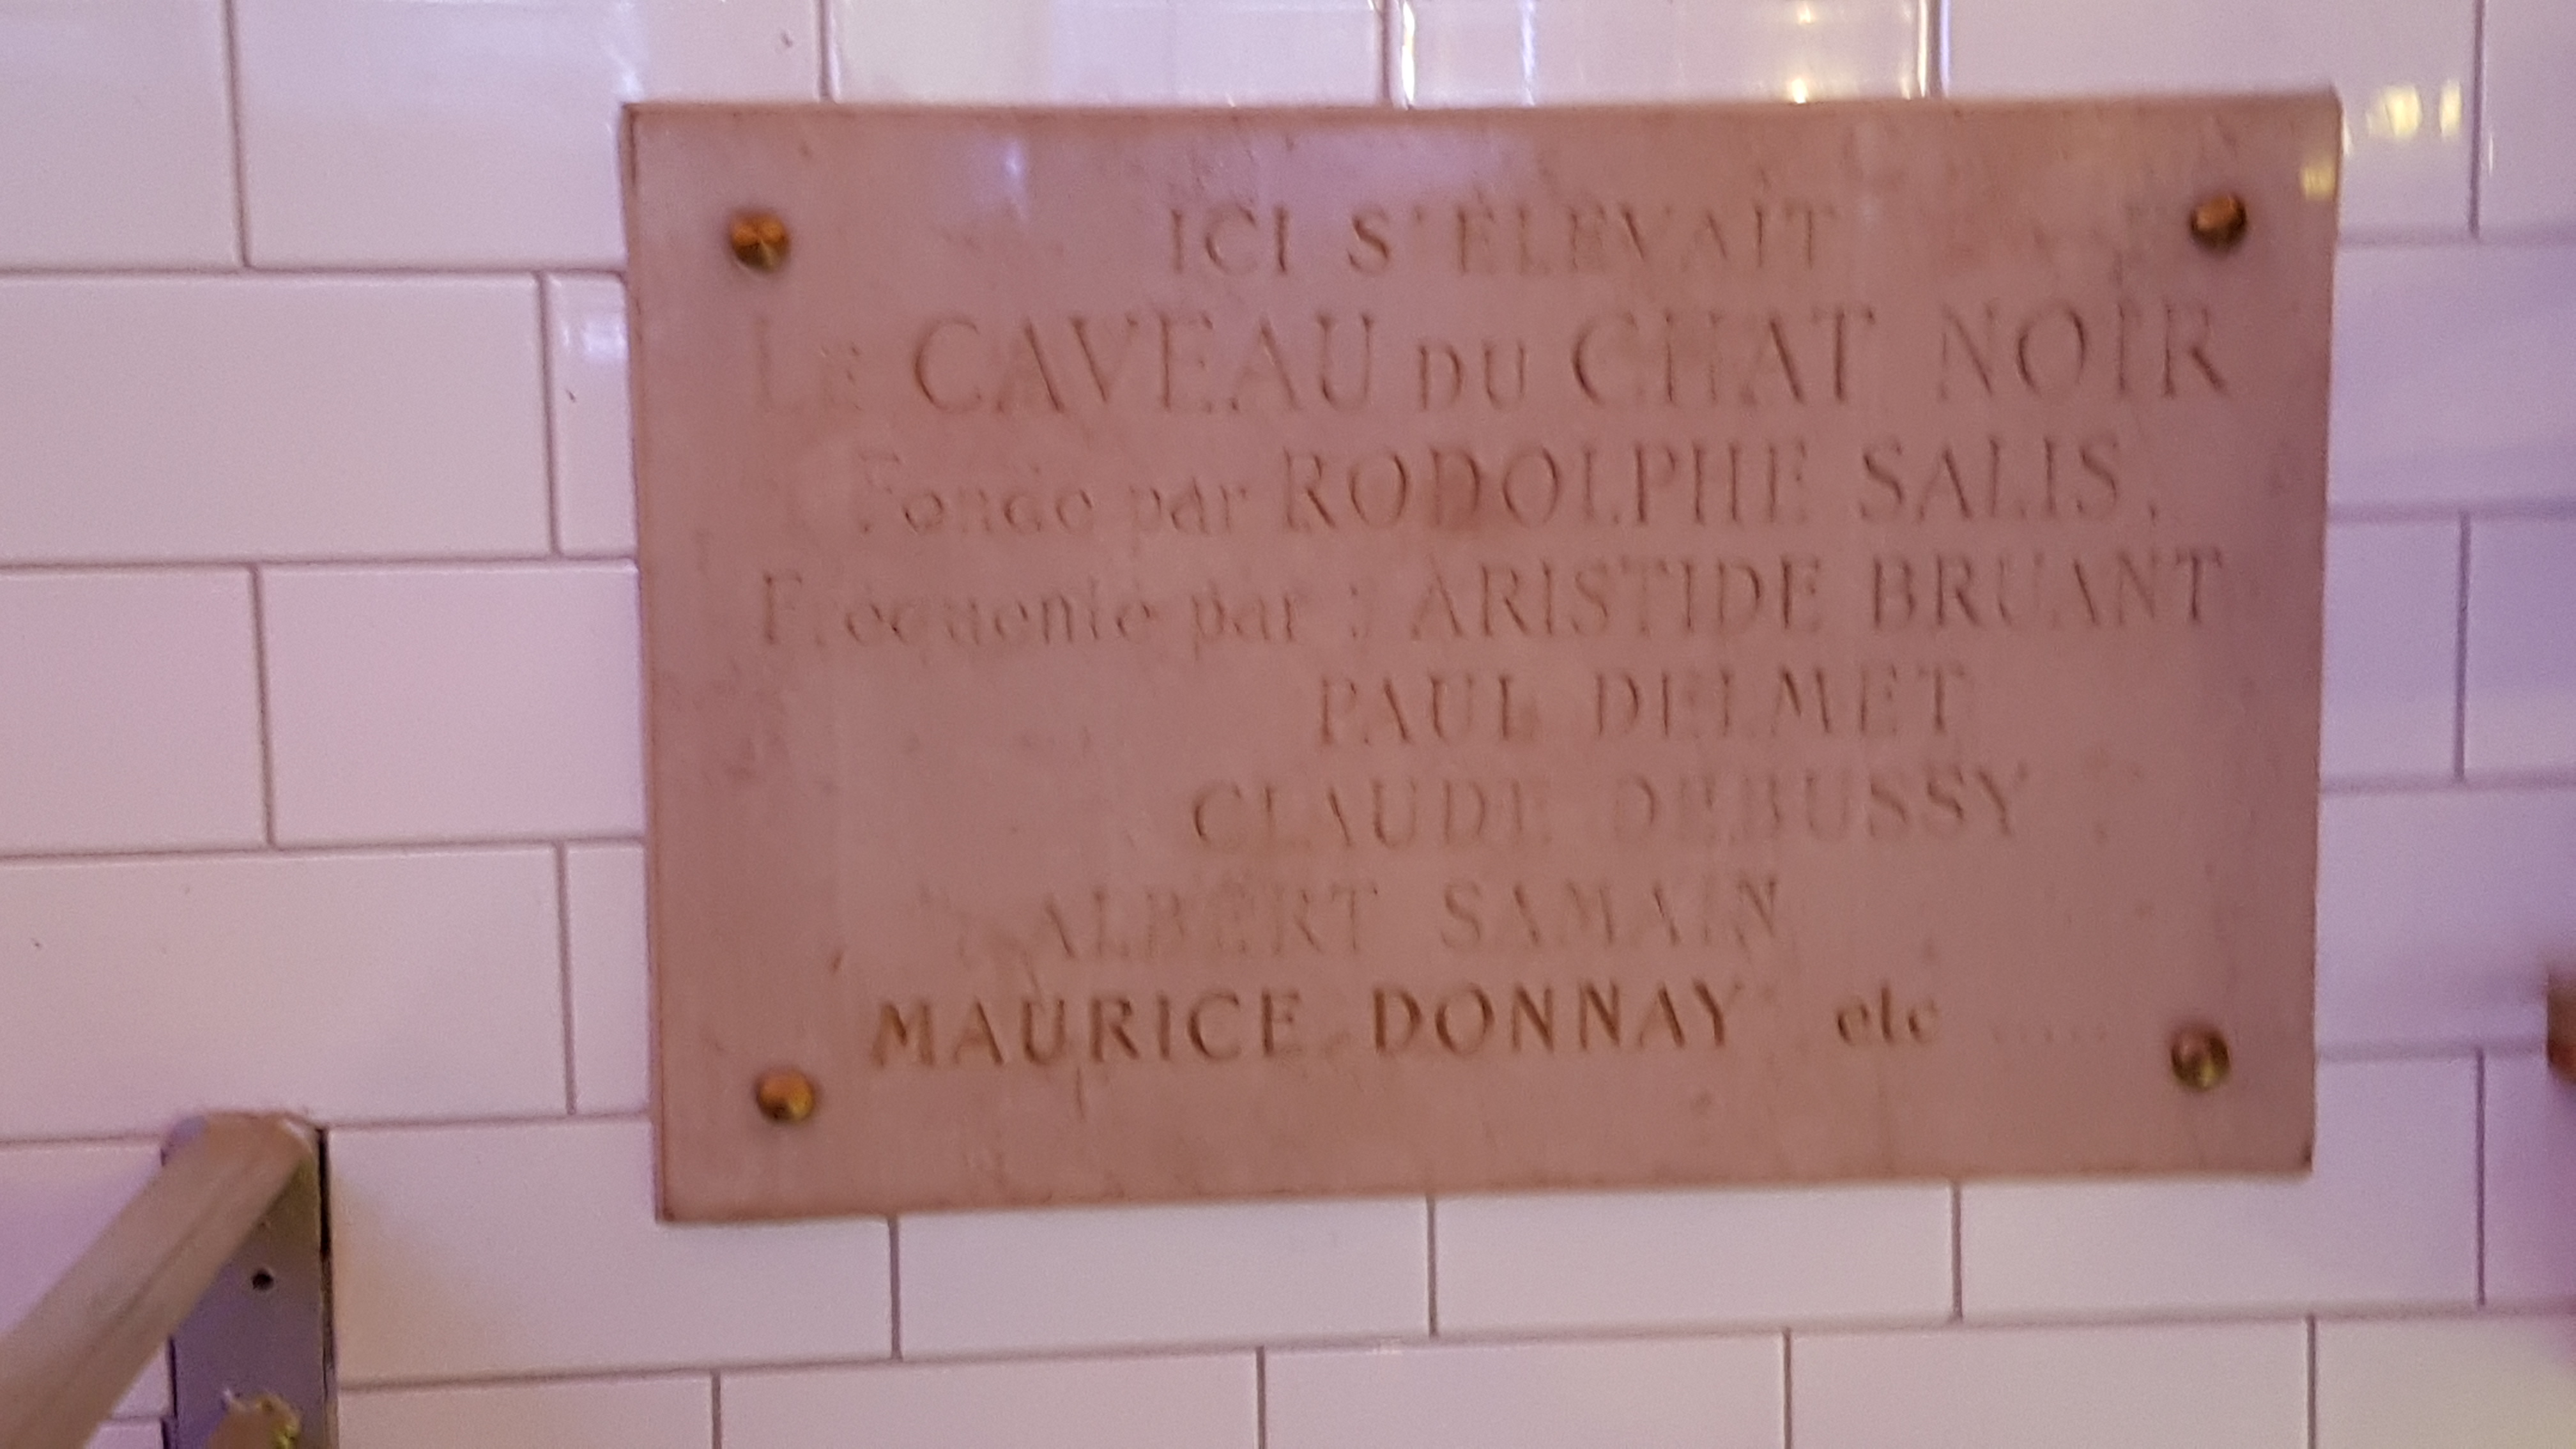 ICI S'ÉLEVAIT
LE CAVEAU DU CHAT NOIR
Fondé par RODOLPHE SALIS,
Fréquenté par : ARISTIDE BRUANT
PAUL DELMET
CLAUDE DEBUSSY
ALBERT SAMAIN
MAURICE DONNAY etc ....